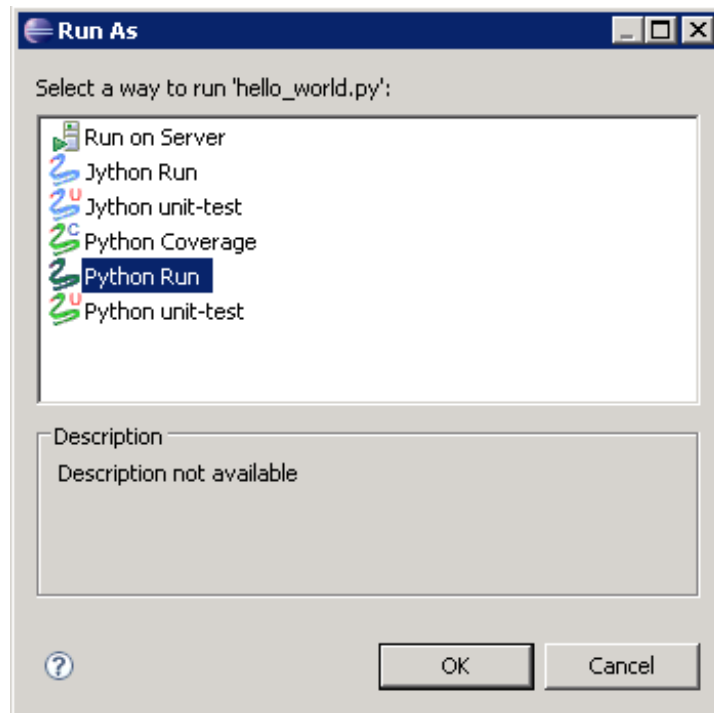 Run As
Select a way to run 'hello_world.py':
Run on Server
Jython Run
Jython unit-test
Python Coverage
Python Run
Python unit-test
Description
Description not available
OK
Cancel